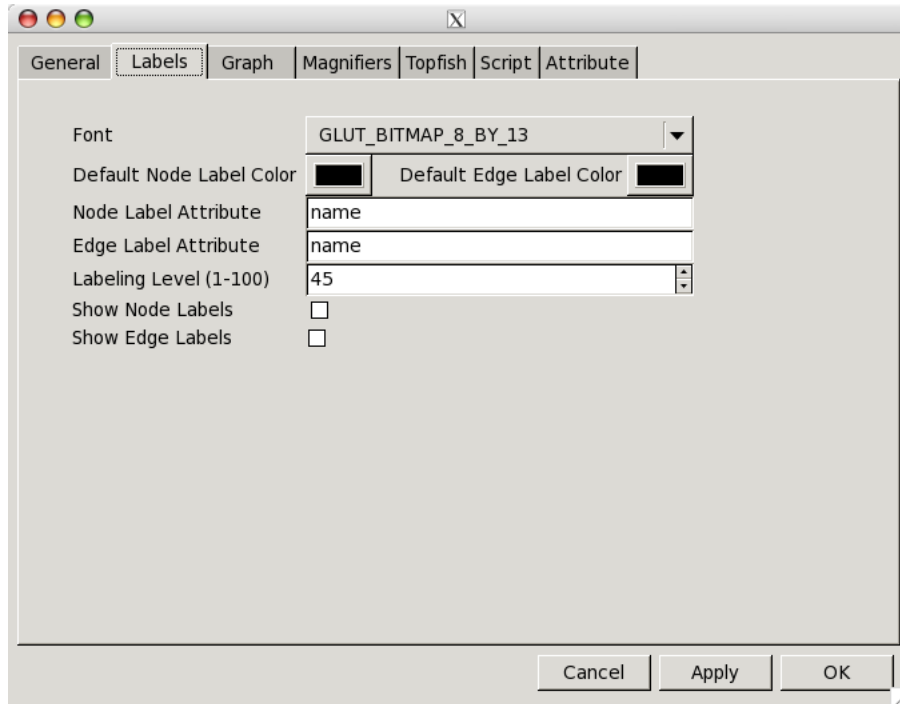 X
General Labels Graph Magnifiers Topfish Script Attribute
Font GLUT_BITMAP_8_BY_13
Default Node Label Color Default Edge Label Color
Node Label Attribute name
Edge Label Attribute name
Labeling Level (1-100) 45
Show Node Labels
Show Edge Labels
Cancel Apply OK